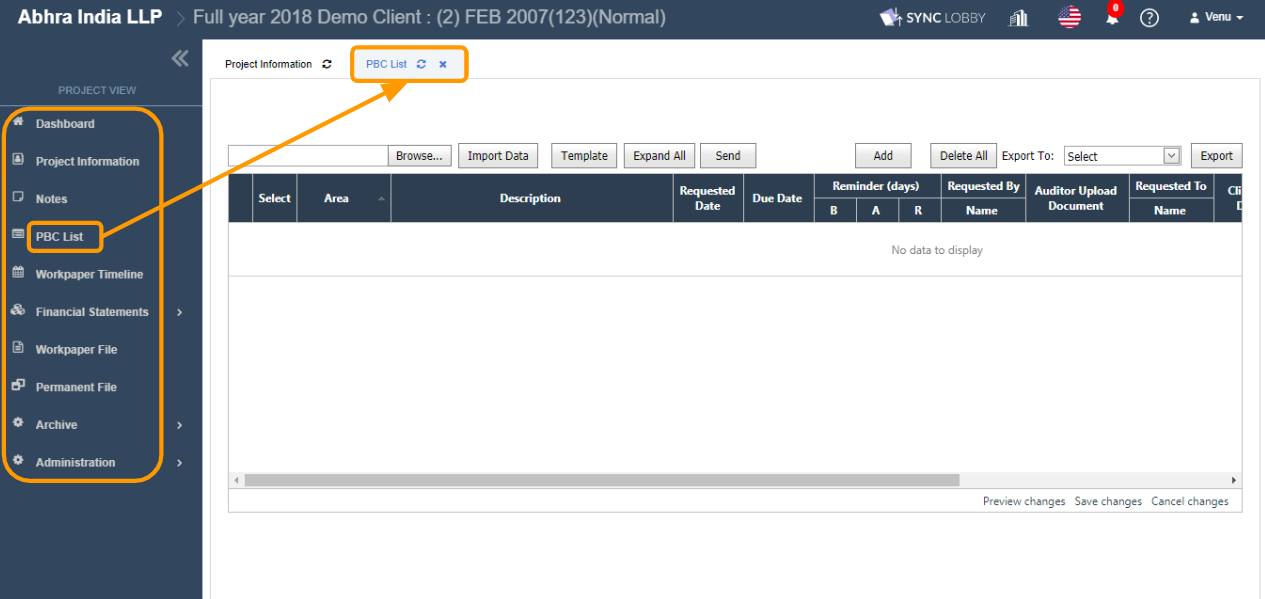 Abhra India LLP > Full year 2018 Demo Client : (2) FEB 2007(123)(Normal) SYNC LOBBY 0 ? Venu
Project Information PBC List
PROJECT VIEW
Dashboard
Project Information
Notes
PBC List
Workpaper Timeline
Financial Statements
Workpaper File
Permanent File
Archive
Administration
Browse... Import Data Template Expand All Send Add Delete All Export To: Select Export
Select Area Description Requested Date Due Date Reminder (days) B A R Requested By Name Auditor Upload Document Requested To Name Cli
No data to display
Preview changes Save changes Cancel changes